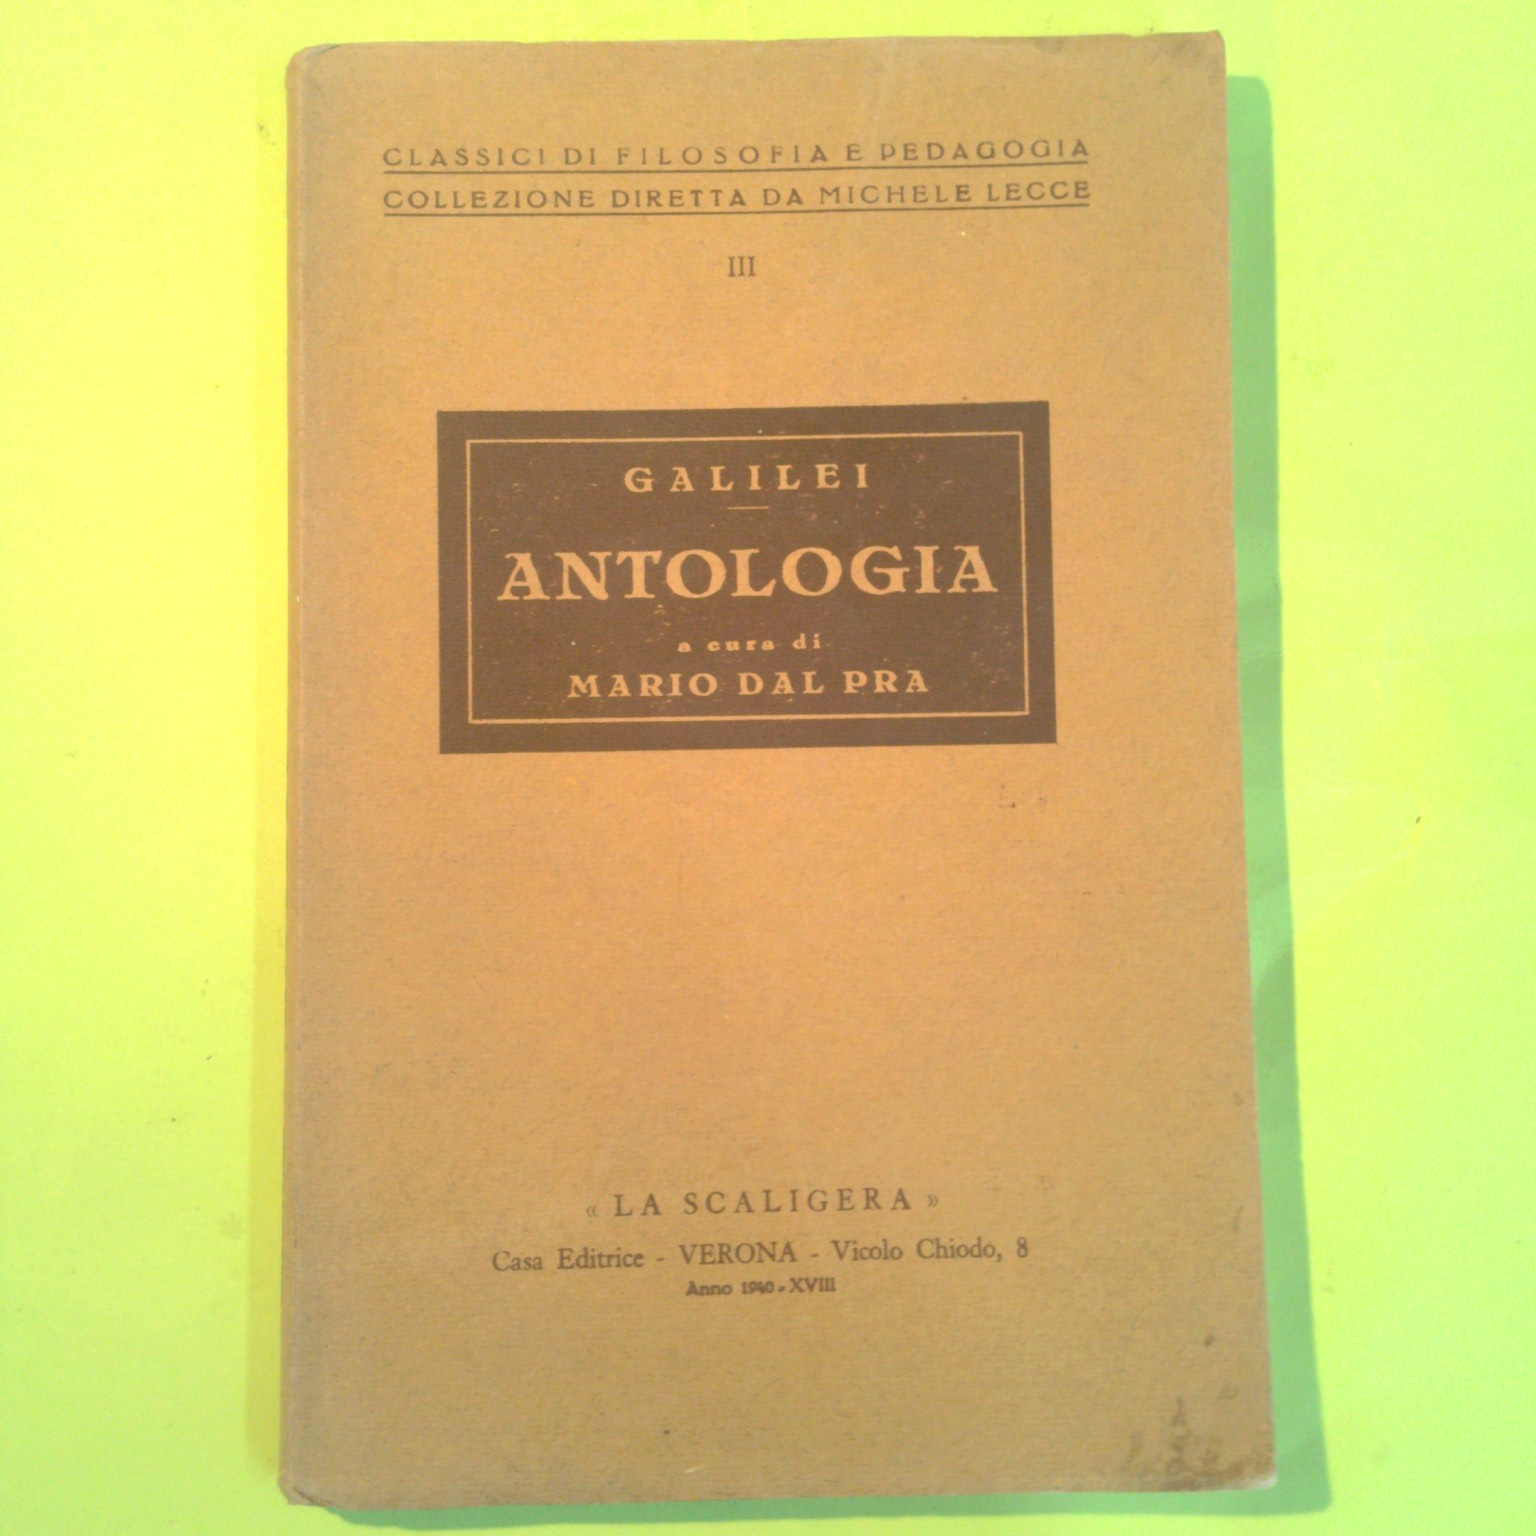 CLASSICI DI FILOSOFIA E PEDAGOGIA
COLLEZIONE DIRETTA DA MICHELE LECCE
III
GALILEI
ANTOLOGIA
a cura di
MARIO DAL PRA
« LA SCALIGERA »
Casa Editrice - VERONA - Vicolo Chiodo, 8
Anno 1940 - XVIII